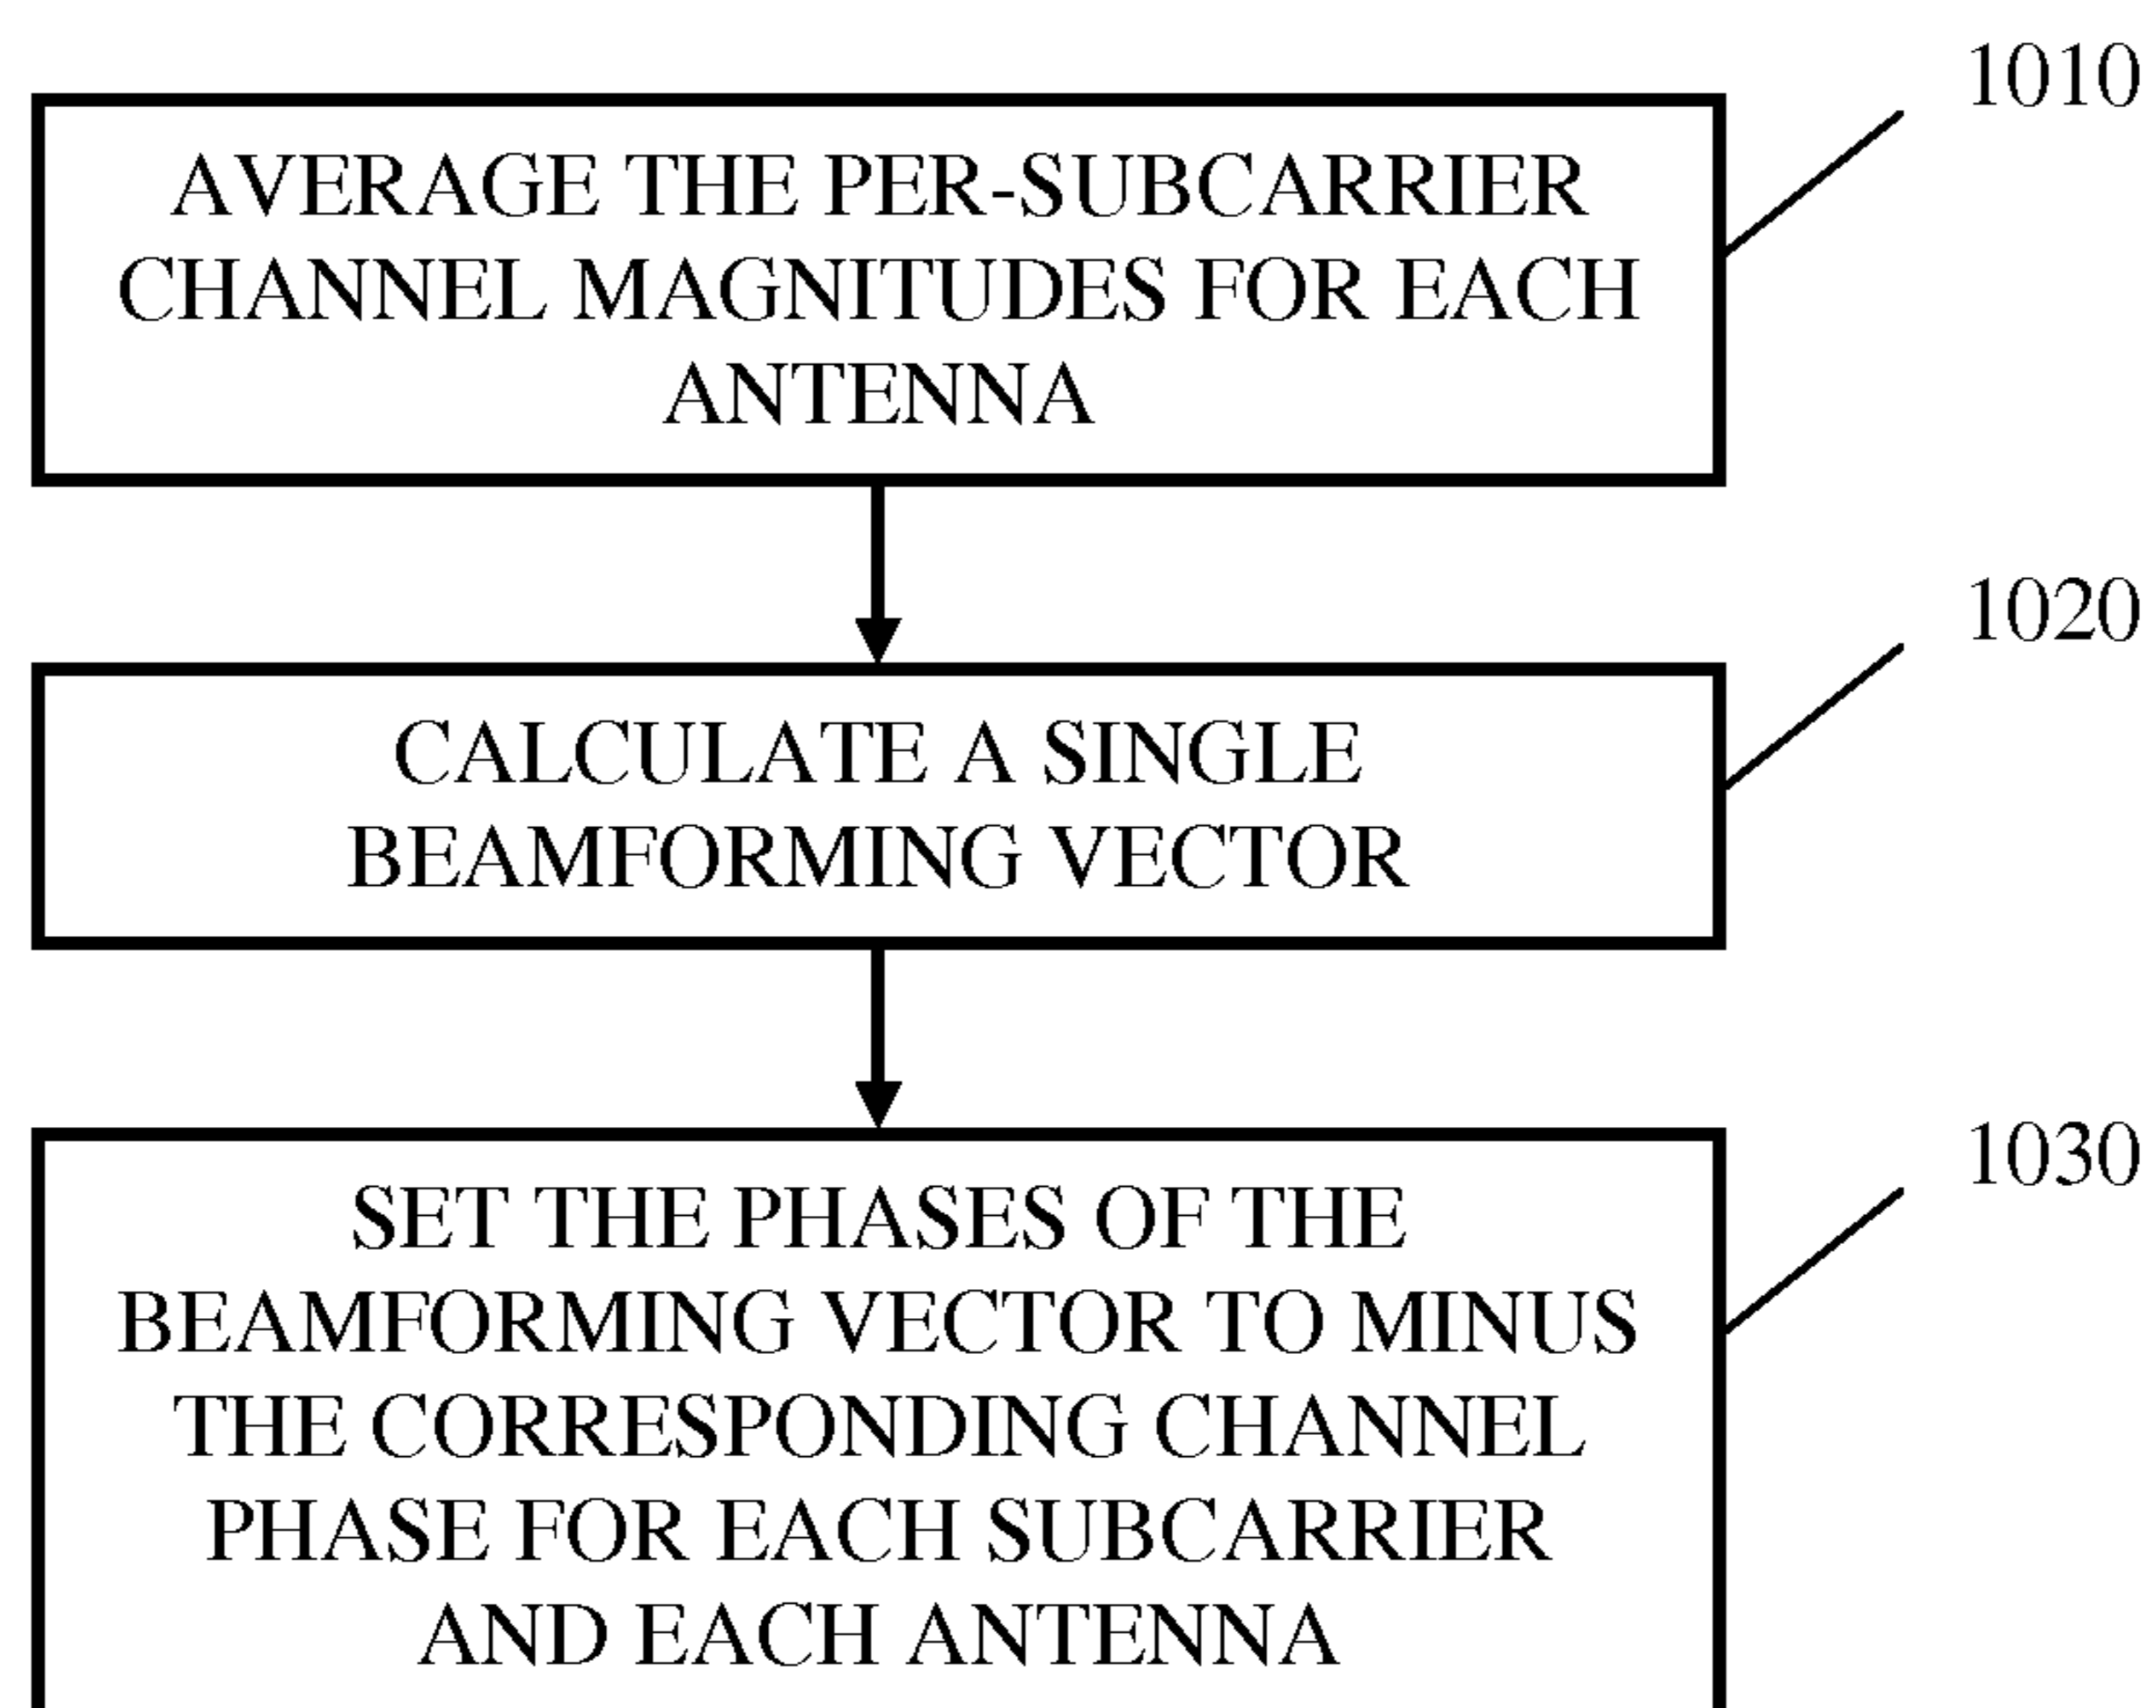 1010
AVERAGE THE PER-SUBCARRIER
CHANNEL MAGNITUDES FOR EACH
ANTENNA
1020
CALCULATE A SINGLE
BEAMFORMING VECTOR
1030
SET THE PHASES OF THE
BEAMFORMING VECTOR TO MINUS
THE CORRESPONDING CHANNEL
PHASE FOR EACH SUBCARRIER
AND EACH ANTENNA